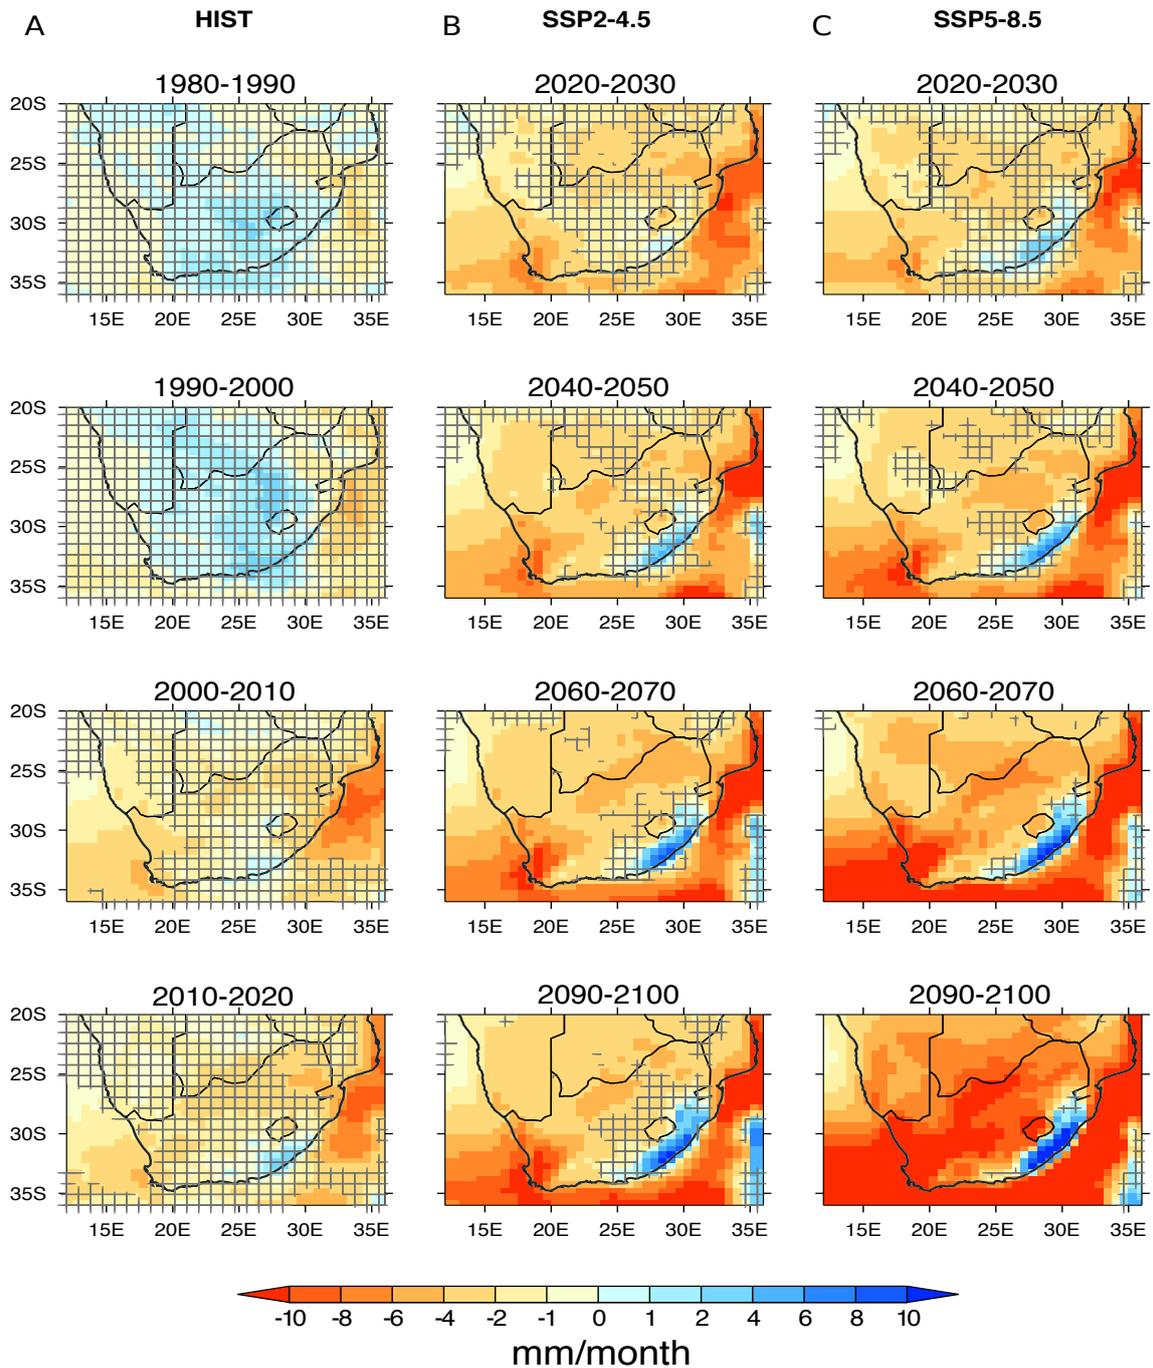 A HIST B SSP2-4.5 C SSP5-8.5
1980-1990 2020-2030 2020-2030
20S
25S
30S
35S
15E 20E 25E 30E 35E 15E 20E 25E 30E 35E 15E 20E 25E 30E 35E
1990-2000 2040-2050 2040-2050
20S
25S
30S
35S
15E 20E 25E 30E 35E 15E 20E 25E 30E 35E 15E 20E 25E 30E 35E
2000-2010 2060-2070 2060-2070
20S
25S
30S
35S
15E 20E 25E 30E 35E 15E 20E 25E 30E 35E 15E 20E 25E 30E 35E
2010-2020 2090-2100 2090-2100
20S
25S
30S
35S
15E 20E 25E 30E 35E 15E 20E 25E 30E 35E 15E 20E 25E 30E 35E
-10 -8 -6 -4 -2 -1 0 1 2 4 6 8 10
mm/month